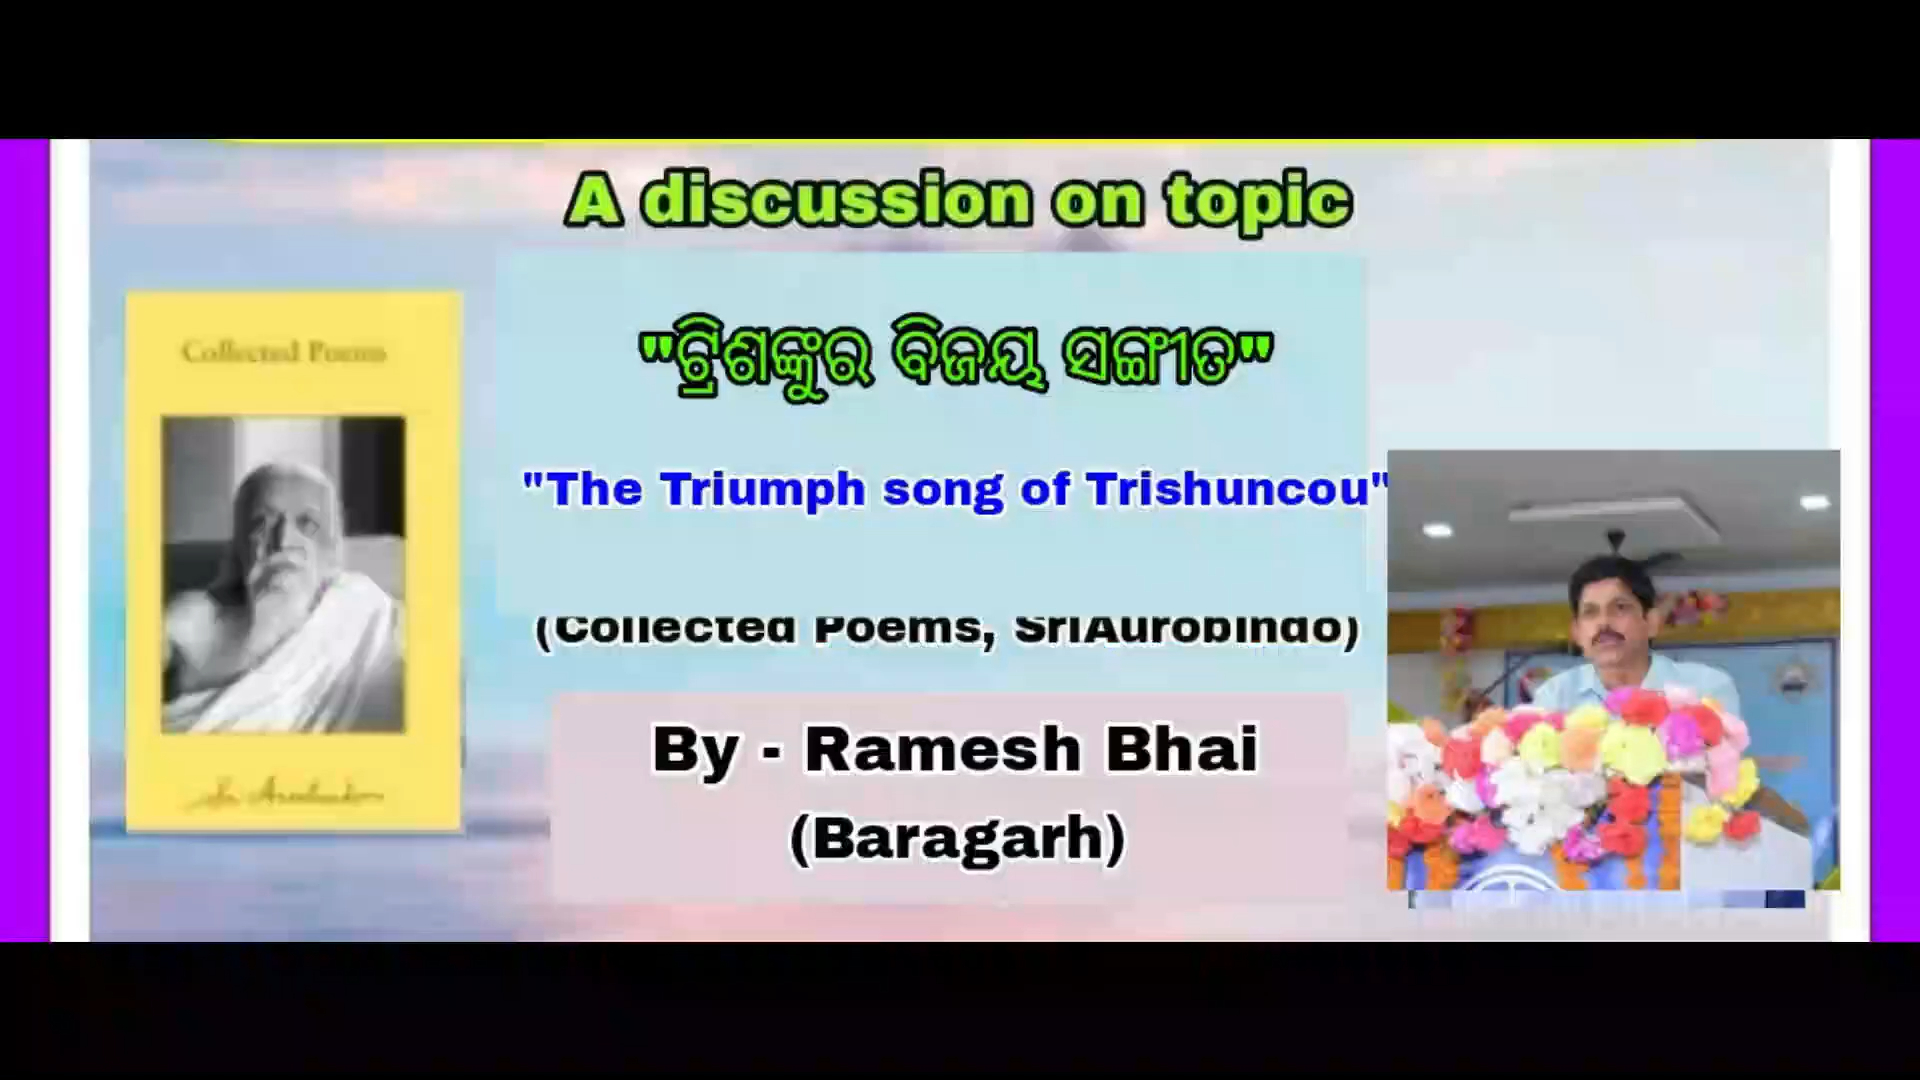 A discussion on topic
Collected Poems
"ଟ୍ରିଶଙ୍କୁର ବିଜୟ ସଙ୍ଗୀତ"
"The Triumph song of Trishuncou"
(Collected Poems, SriAurobindo)
By - Ramesh Bhai
(Baragarh)